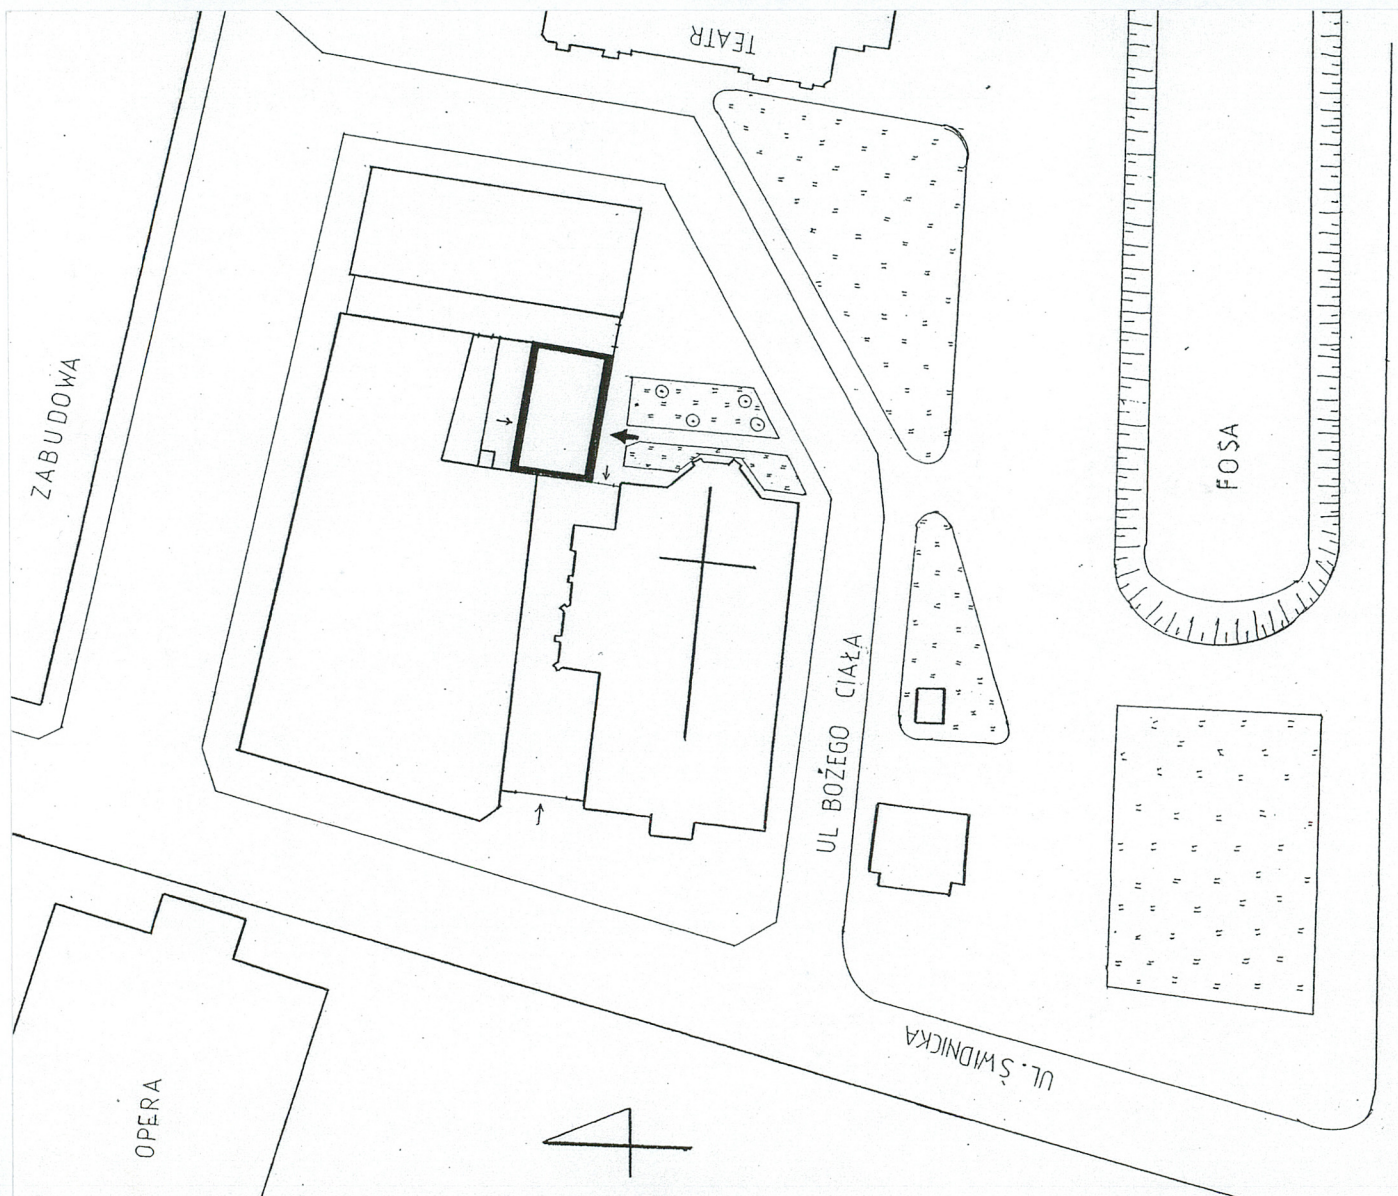 TEATR
ZABUDOWA
FOSA
UL BOŻEGO CIAŁA
UL. ŚWIDNICKA
OPERA